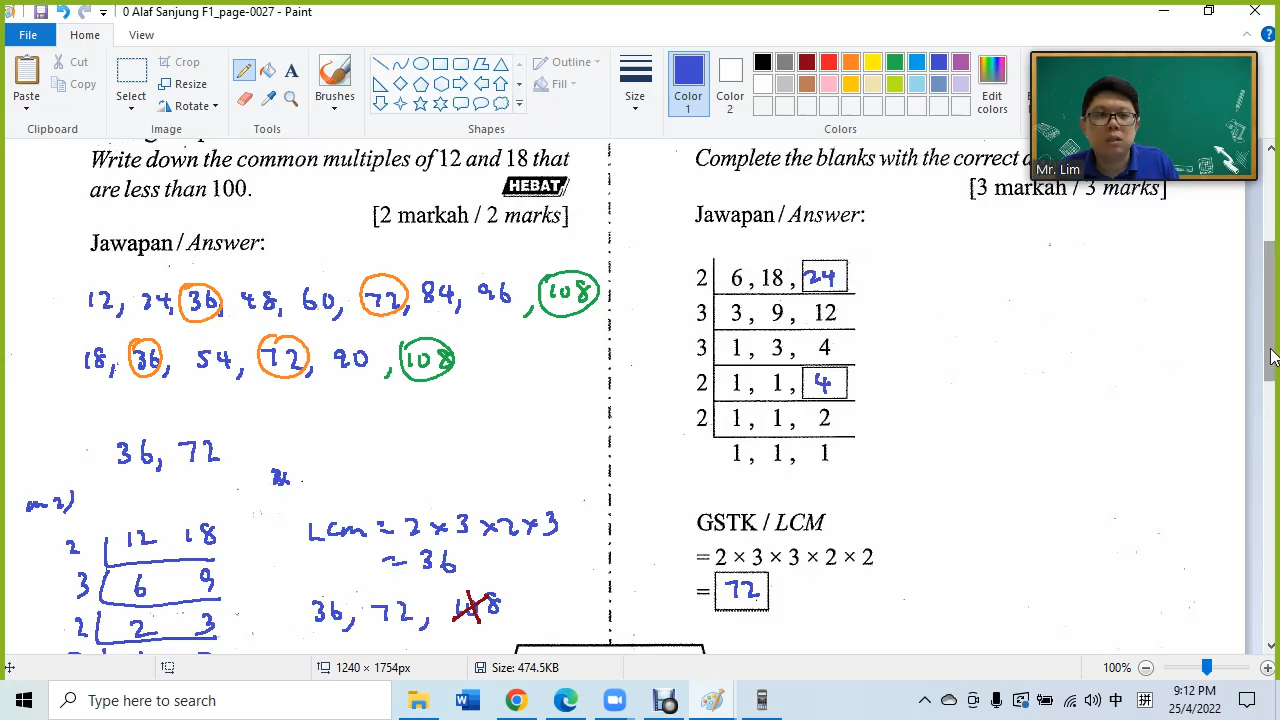 0 Alaf Sanjung F1_page-0027 - Paint
File Home View
Paste
Cut
Copy
Clipboard
Select
Crop
Resize
Rotate
Image
Tools
Brushes
Shapes
Outline
Fill
Size
Color 1
Color 2
Edit colors
Colors
Mr. Lim
Write down the common multiples of 12 and 18 that
are less than 100.
HEBAT
[2 markah / 2 marks]
Jawapan / Answer:
12, 24, 36, 48, 60, 72, 84, 96, 108
18, 36, 54, 72, 90, 108
36, 72
2 12 18
3 6 9
2 2 3
LCM = 2 × 3 × 2 × 3
= 36
36, 72, 108
Complete the blanks with the correct
[3 markah / 3 marks]
Jawapan / Answer:
2 6, 18, 24
3 3, 9, 12
3 1, 3, 4
2 1, 1, 4
2 1, 1, 2
1, 1, 1
GSTK / LCM
= 2 × 3 × 3 × 2 × 2
= 72
1240 × 1754px
Size: 474.5KB
100%
Type here to search
中
拼
9:12 PM
25/4/2022